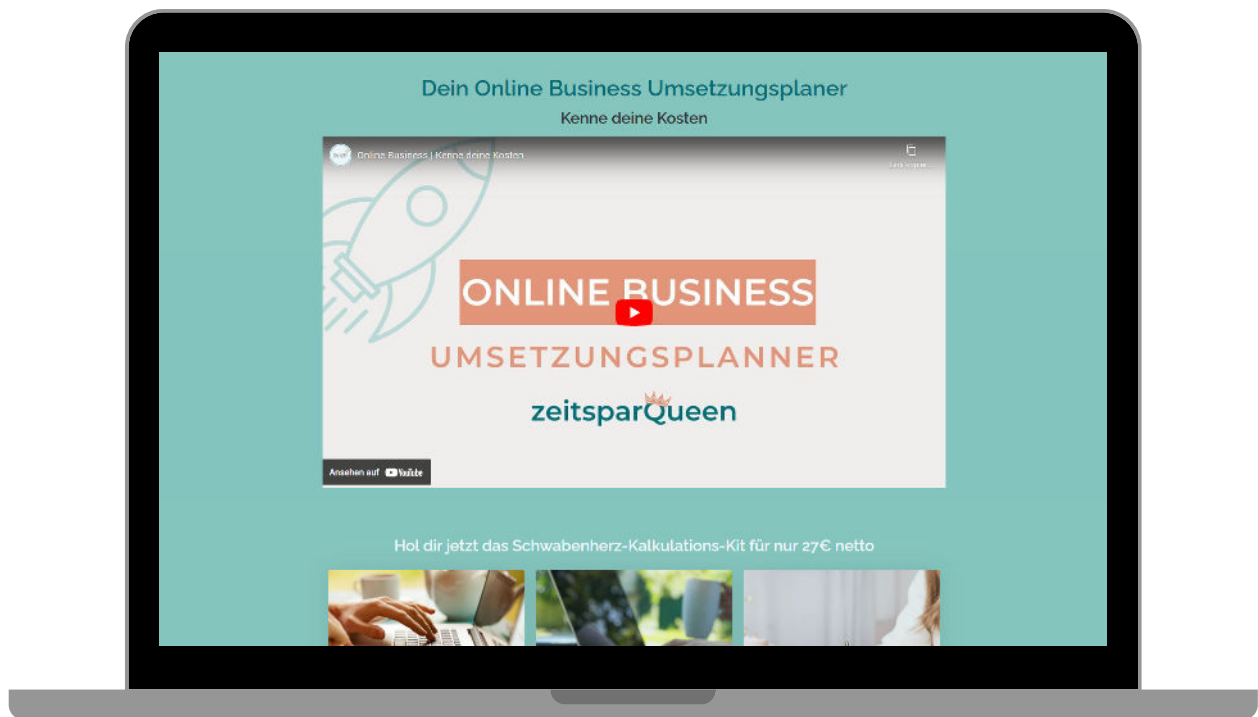 Dein Online Business Umsetzungsplaner
Kenne deine Kosten
Online Business | Kenne deine Kosten
ONLINE BUSINESS
UMSETZUNGSPLANNER
zeitsparQueen
Ansehen auf YouTube
Hol dir jetzt das Schwabenherz-Kalkulations-Kit für nur 27€ netto